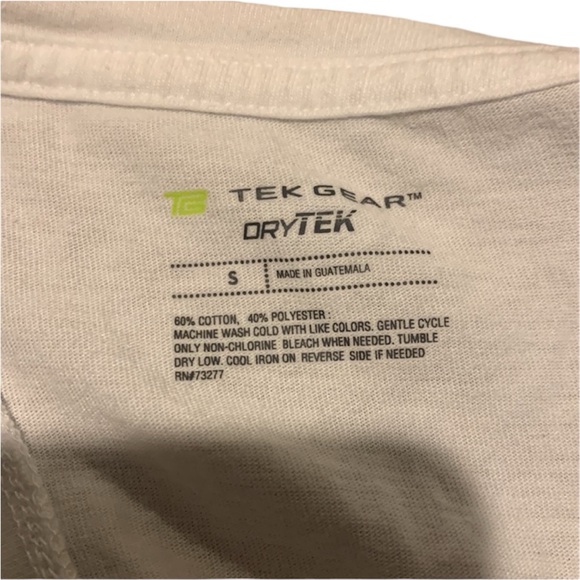 TG TEK GEAR™
DRYTEK
S MADE IN GUATEMALA
60% COTTON, 40% POLYESTER :
MACHINE WASH COLD WITH LIKE COLORS. GENTLE CYCLE
ONLY NON-CHLORINE BLEACH WHEN NEEDED. TUMBLE
DRY LOW. COOL IRON ON REVERSE SIDE IF NEEDED
RN#73277